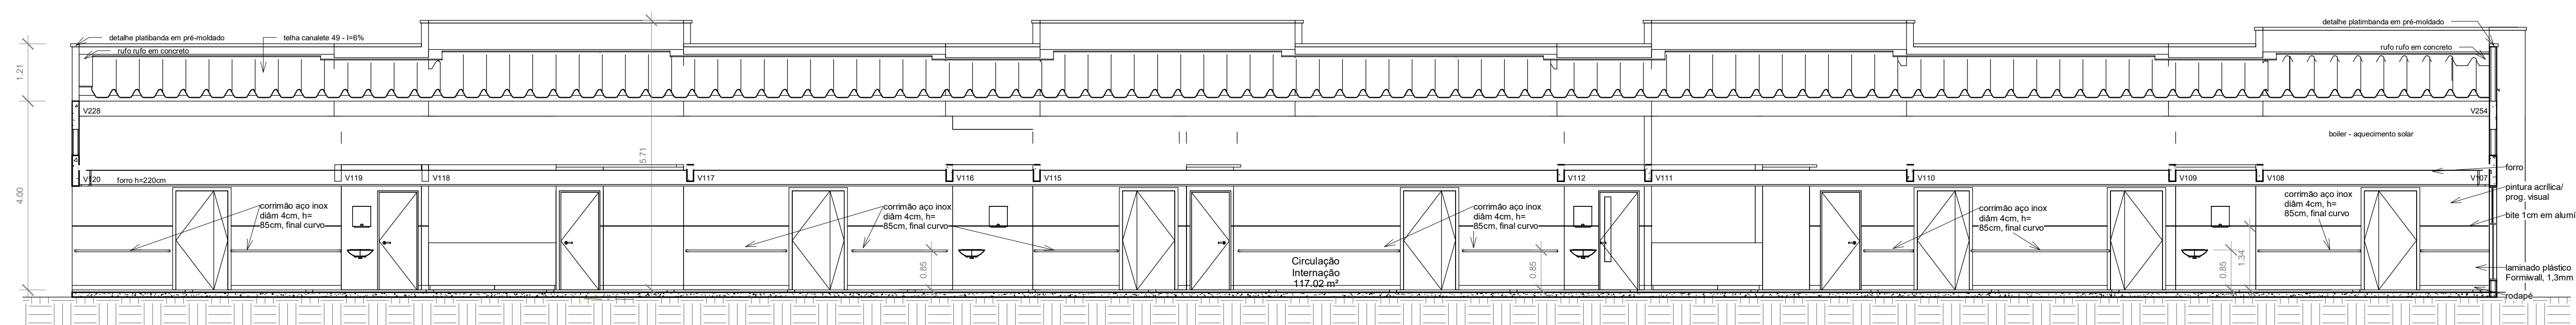 detalhe platibanda em pré-moldado
telha canalete 49 - I=6%
detalhe platimbanda em pré-moldado
rufo rufo em concreto
rufo rufo em concreto
1.21
V228
V254
boiler - aquecimento solar
5.71
4.00
V120
forro h=220cm
V119
V118
V117
V116
V115
V112
V111
V110
V109
V108
V107
forro
pintura acrílica/
prog. visual
bite 1cm em alumí
corrimão aço inox
diâm 4cm, h=
85cm, final curvo
corrimão aço inox
diâm 4cm, h=
85cm, final curvo
corrimão aço inox
diâm 4cm, h=
85cm, final curvo
corrimão aço inox
diâm 4cm, h=
85cm, final curvo
corrimão aço inox
diâm 4cm, h=
85cm, final curvo
0.85
Circulação
Internação
117.02 m²
0.85
0.85
1.34
laminado plástico
Formiwall, 1,3mm
rodapé